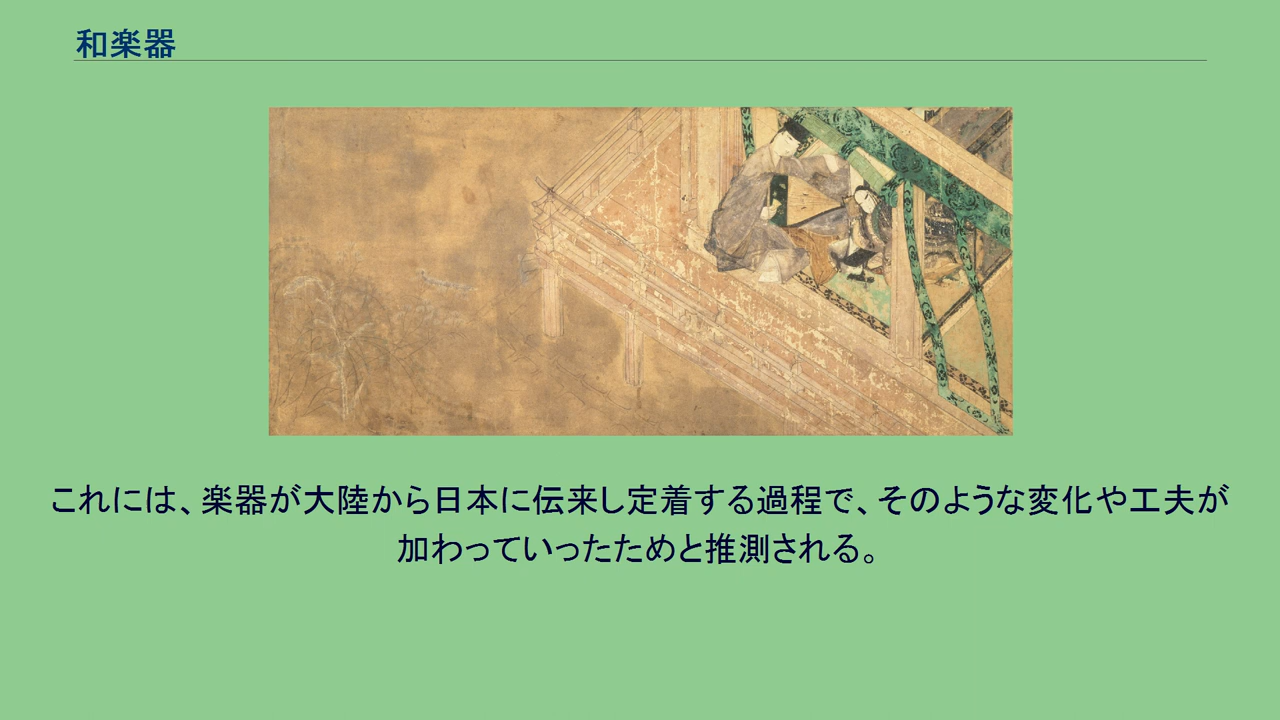 和楽器
これには、楽器が大陸から日本に伝来し定着する過程で、そのような変化や工夫が
加わっていったためと推測される。